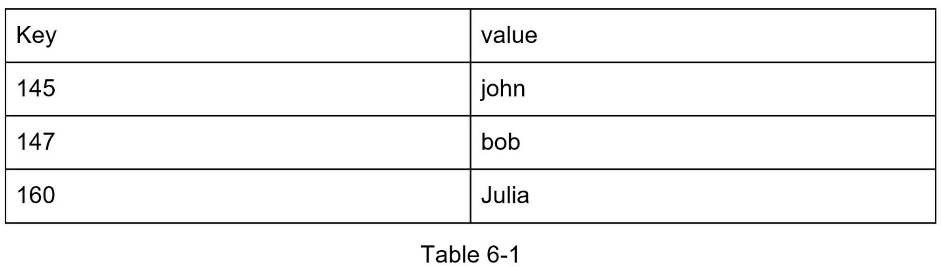 Key value
145 john
147 bob
160 Julia
Table 6-1